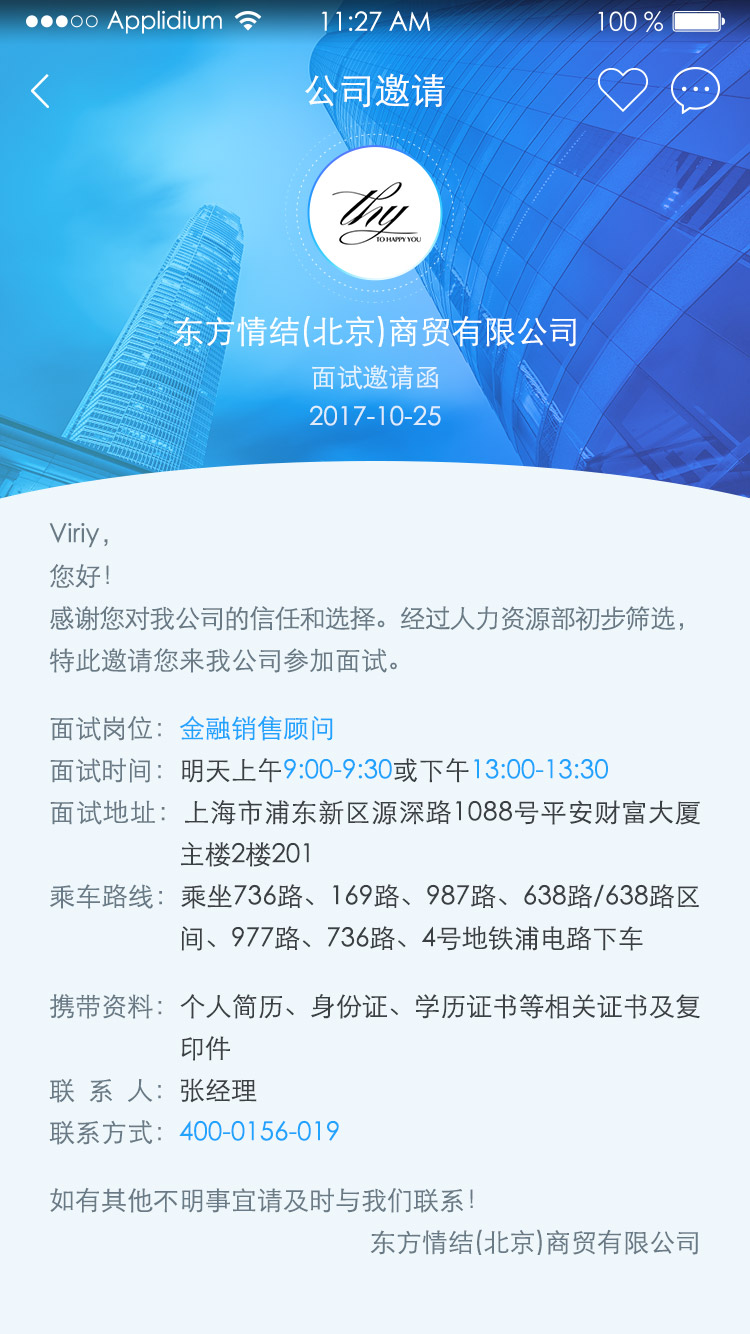 Applidium 11:27 AM 100 %
公司邀请
thy
TO HAPPY YOU
东方情结(北京)商贸有限公司
面试邀请函
2017-10-25
Viriy，
您好！
感谢您对我公司的信任和选择。经过人力资源部初步筛选，
特此邀请您来我公司参加面试。
面试岗位：金融销售顾问
面试时间：明天上午9:00-9:30或下午13:00-13:30
面试地址：上海市浦东新区源深路1088号平安财富大厦
主楼2楼201
乘车路线：乘坐736路、169路、987路、638路/638路区
间、977路、736路、4号地铁浦电路下车
携带资料：个人简历、身份证、学历证书等相关证书及复
印件
联 系 人：张经理
联系方式：400-0156-019
如有其他不明事宜请及时与我们联系！
东方情结(北京)商贸有限公司